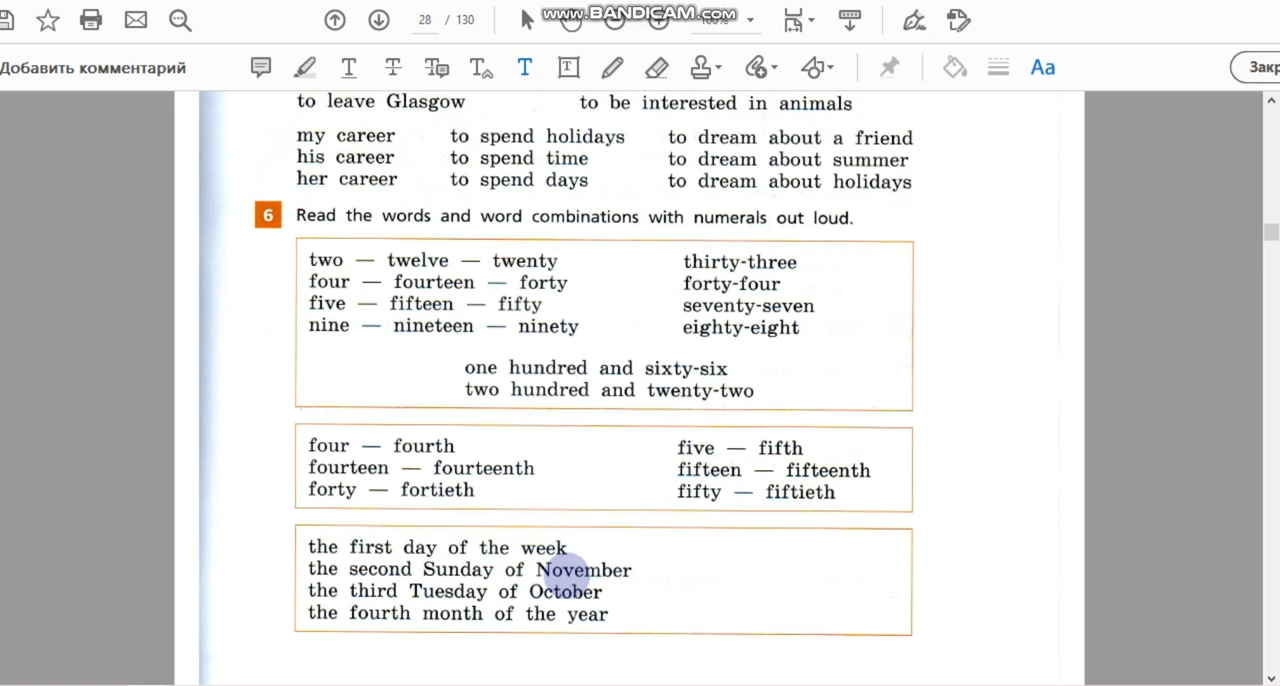 www.BANDICAM.com
28 / 130
Добавить комментарий
Aa
to leave Glasgow to be interested in animals
my career to spend holidays to dream about a friend
his career to spend time to dream about summer
her career to spend days to dream about holidays
6 Read the words and word combinations with numerals out loud.
two — twelve — twenty thirty-three
four — fourteen — forty forty-four
five — fifteen — fifty seventy-seven
nine — nineteen — ninety eighty-eight
one hundred and sixty-six
two hundred and twenty-two
four — fourth five — fifth
fourteen — fourteenth fifteen — fifteenth
forty — fortieth fifty — fiftieth
the first day of the week
the second Sunday of November
the third Tuesday of October
the fourth month of the year